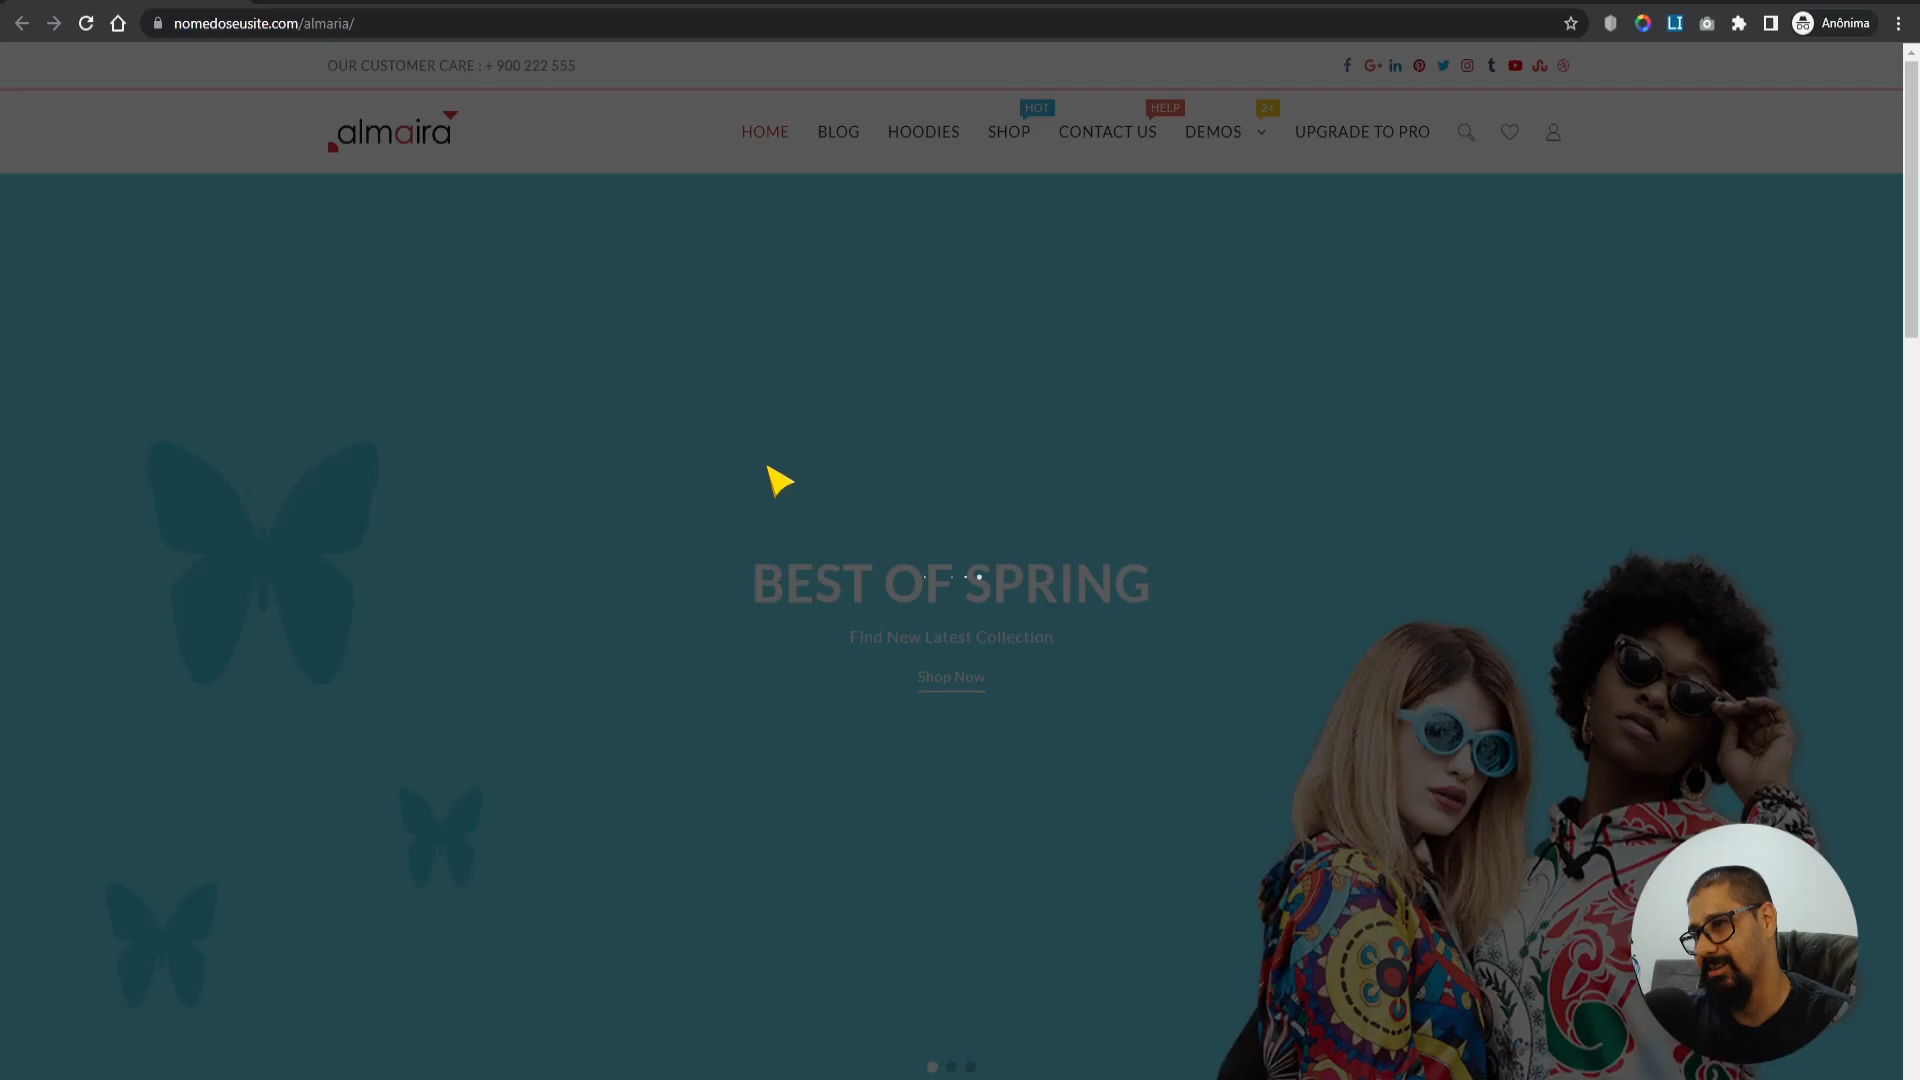 nomedoseusite.com/almaria/
Anônima
OUR CUSTOMER CARE : + 900 222 555
almaira
HOT
HELP
2+
HOME
BLOG
HOODIES
SHOP
CONTACT US
DEMOS
UPGRADE TO PRO
BEST OF SPRING
Find New Latest Collection
Shop Now